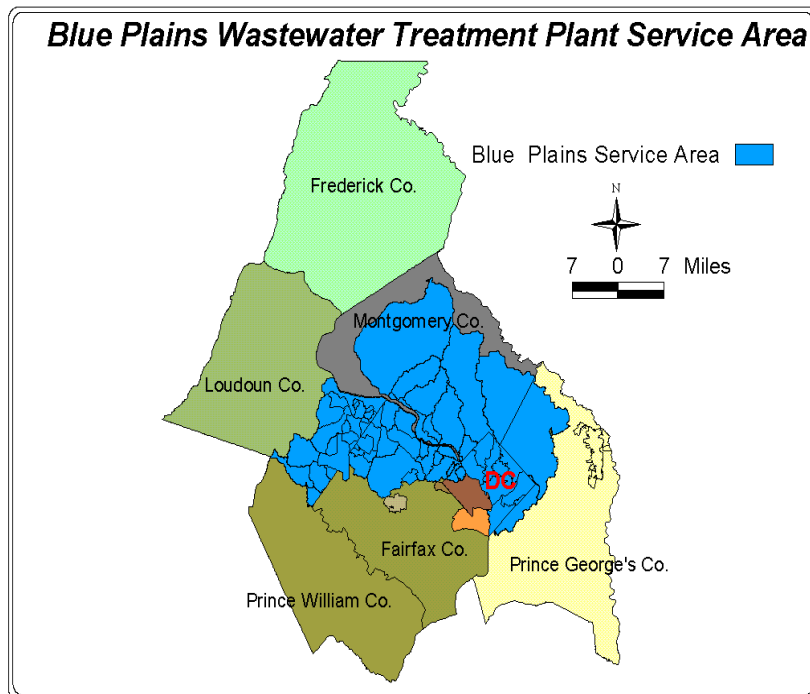 Blue Plains Wastewater Treatment Plant Service Area
Blue Plains Service Area
Frederick Co.
N
7 0 7 Miles
Montgomery Co.
Loudoun Co.
DC
Fairfax Co.
Prince George's Co.
Prince William Co.